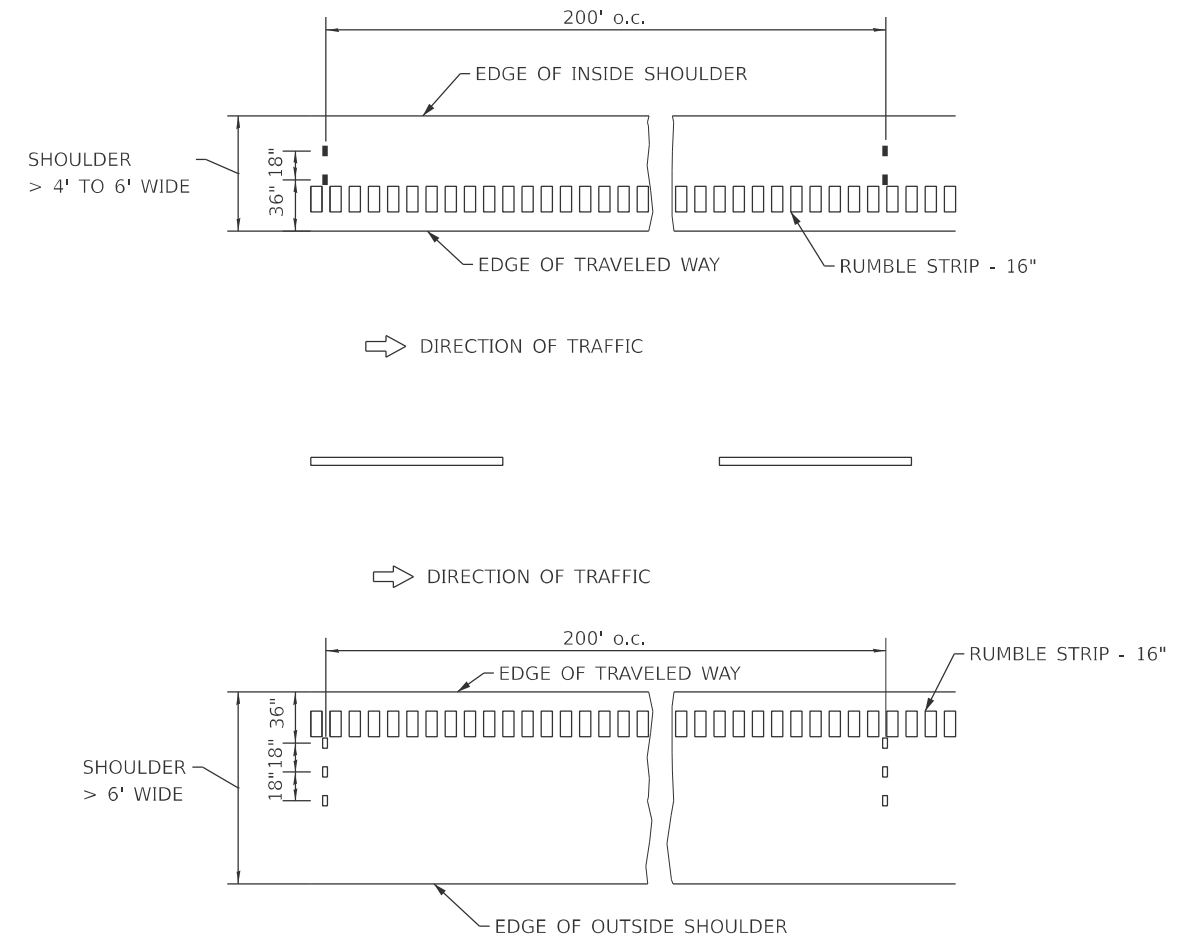 200' o.c.
EDGE OF INSIDE SHOULDER
SHOULDER
> 4' TO 6' WIDE
18"
36"
EDGE OF TRAVELED WAY
RUMBLE STRIP - 16"
DIRECTION OF TRAFFIC
DIRECTION OF TRAFFIC
200' o.c.
RUMBLE STRIP - 16"
EDGE OF TRAVELED WAY
36"
18"
18"
SHOULDER
> 6' WIDE
EDGE OF OUTSIDE SHOULDER